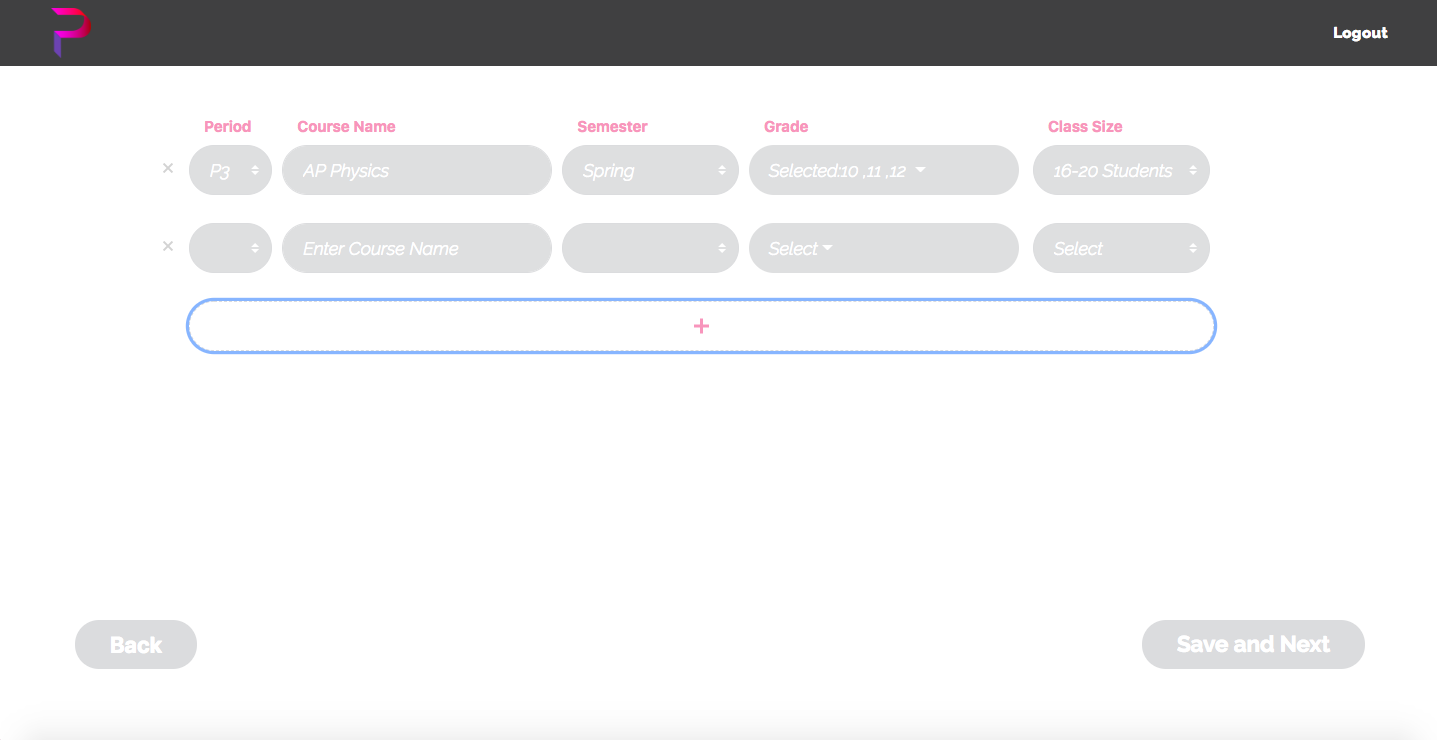 Logout
Period Course Name Semester Grade Class Size
× P3 AP Physics Spring Selected:10 ,11 ,12 16-20 Students
× Enter Course Name Select Select
+
Back Save and Next